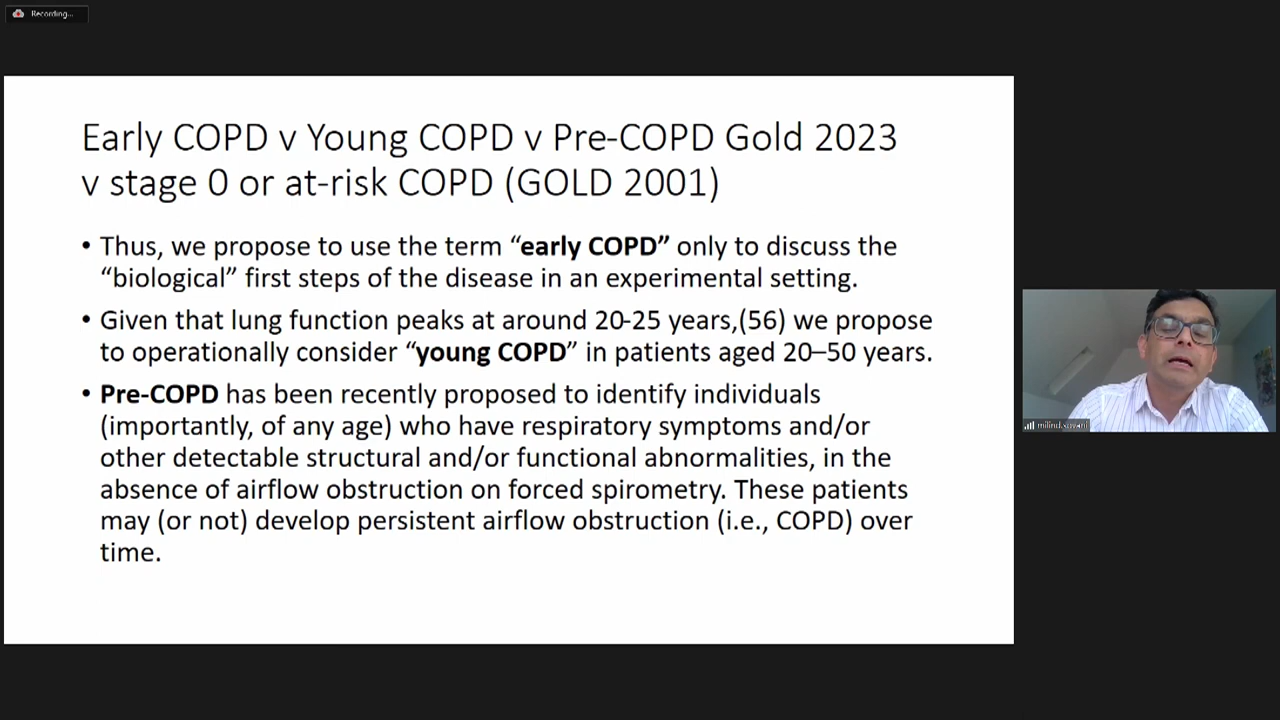 Recording...
Early COPD v Young COPD v Pre-COPD Gold 2023
v stage 0 or at-risk COPD (GOLD 2001)
• Thus, we propose to use the term “early COPD” only to discuss the
“biological” first steps of the disease in an experimental setting.
• Given that lung function peaks at around 20-25 years,(56) we propose
to operationally consider “young COPD” in patients aged 20–50 years.
• Pre-COPD has been recently proposed to identify individuals
(importantly, of any age) who have respiratory symptoms and/or
other detectable structural and/or functional abnormalities, in the
absence of airflow obstruction on forced spirometry. These patients
may (or not) develop persistent airflow obstruction (i.e., COPD) over
time.